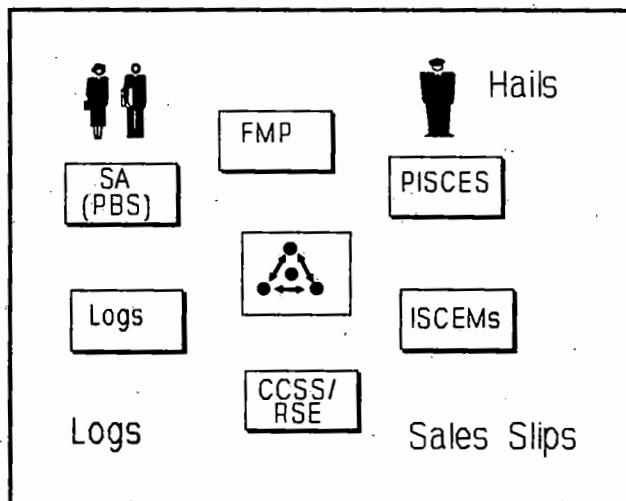 Hails
FMP
SA
(PBS)
PISCES
Logs
ISCEMs
CCSS/
RSE
Logs
Sales Slips